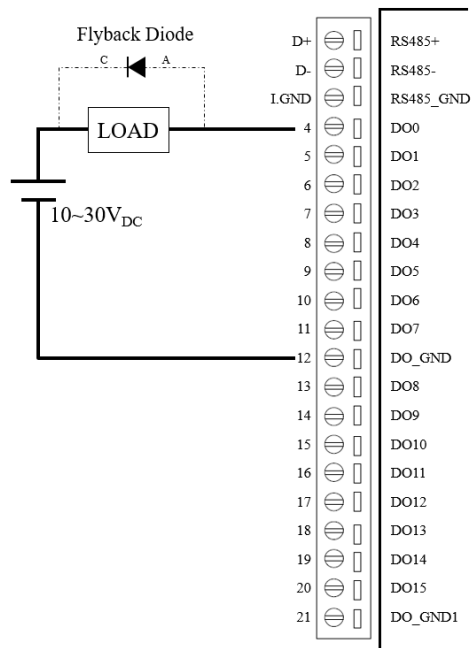 Flyback Diode
C A
LOAD
10~30VDC
D+ RS485+
D- RS485-
I.GND RS485_GND
4 DO0
5 DO1
6 DO2
7 DO3
8 DO4
9 DO5
10 DO6
11 DO7
12 DO_GND
13 DO8
14 DO9
15 DO10
16 DO11
17 DO12
18 DO13
19 DO14
20 DO15
21 DO_GND1